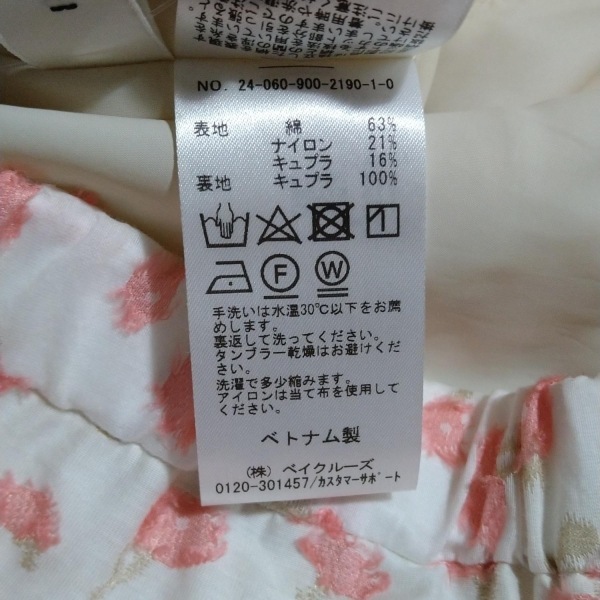 NO. 24-060-900-2190-1-0
表地 綿 63%
ナイロン 21%
キュプラ 16%
裏地 キュプラ 100%
F W
手洗いは水温30℃以下をお薦
めします。
裏返して洗ってください。
タンブラー乾燥はお避けくださ
い。
洗濯で多少縮みます。
アイロンは当て布を使用して
ください。
ベトナム製
(株) ベイクルーズ
0120-301457/カスタマーサポート